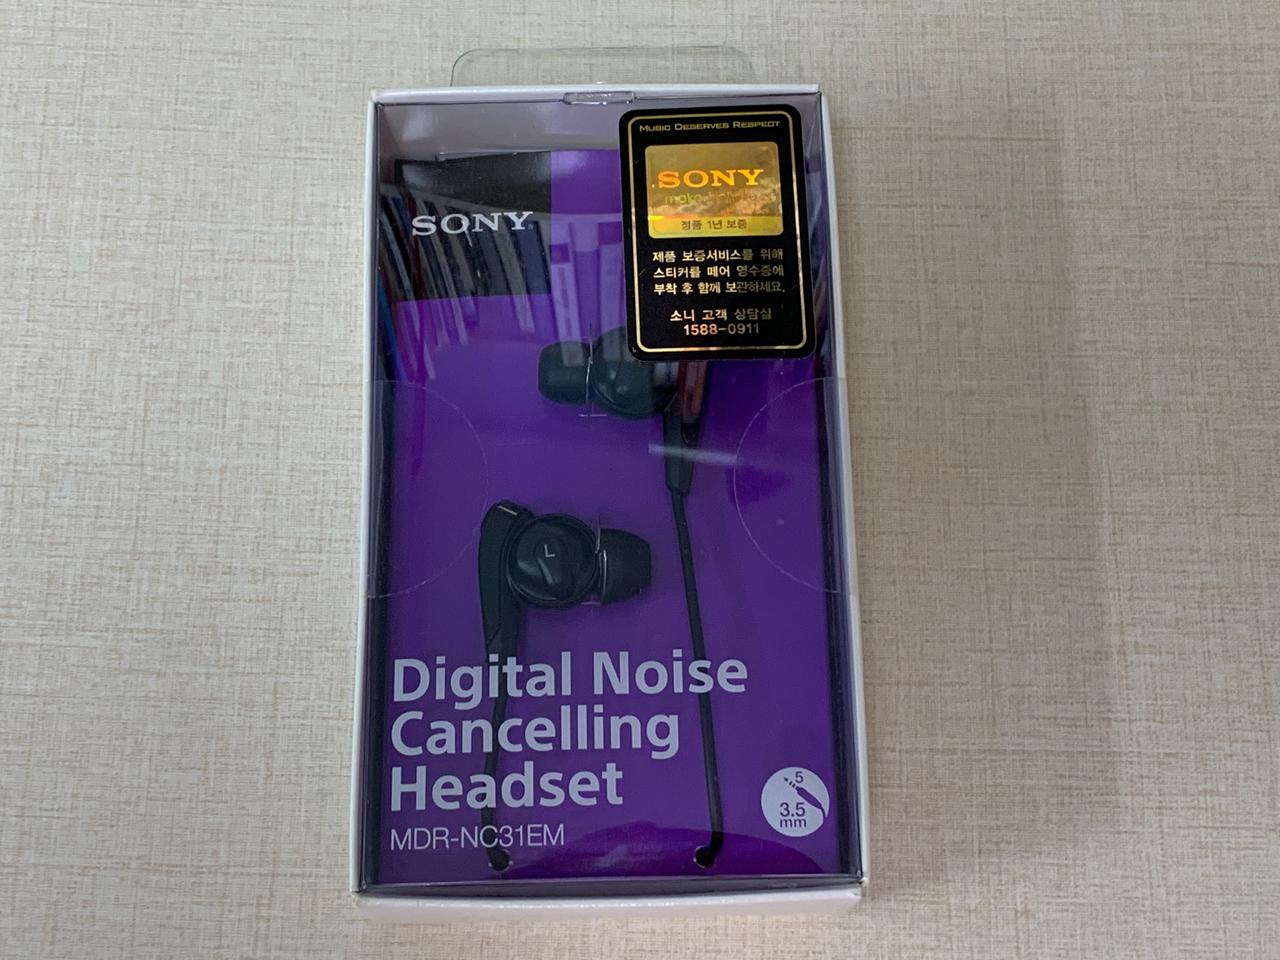 MUSIC DESERVES RESPECT
SONY
make.believe
정품 1년 보증
제품 보증서비스를 위해
스티커를 떼어 영수증에
부착 후 함께 보관하세요.
소니 고객 상담실
1588-0911
SONY
L
Digital Noise
Cancelling
Headset
MDR-NC31EM
5
3.5
mm